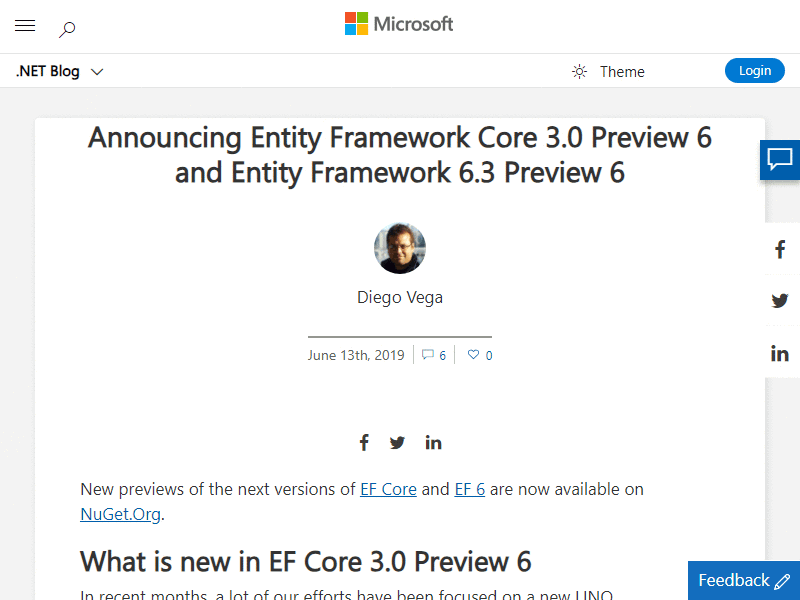 Microsoft
.NET Blog
Theme
Login
Announcing Entity Framework Core 3.0 Preview 6
and Entity Framework 6.3 Preview 6
Diego Vega
June 13th, 2019
6
0
New previews of the next versions of EF Core and EF 6 are now available on
NuGet.Org.
What is new in EF Core 3.0 Preview 6
Feedback
In recent months, a lot of our efforts have been focused on a new LINQ